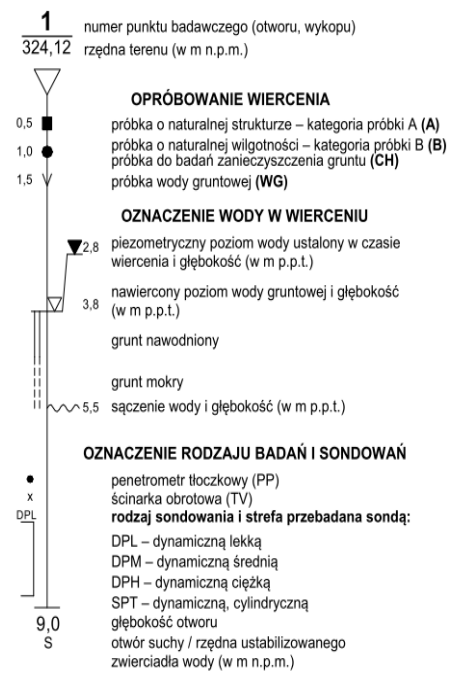 1 numer punktu badawczego (otworu, wykopu)
324,12 rzędna terenu (w m n.p.m.)
OPRÓBOWANIE WIERCENIA
0,5 próbka o naturalnej strukturze – kategoria próbki A (A)
1,0 próbka o naturalnej wilgotności – kategoria próbki B (B)
próbka do badań zanieczyszczenia gruntu (CH)
1,5 próbka wody gruntowej (WG)
OZNACZENIE WODY W WIERCENIU
2,8 piezometryczny poziom wody ustalony w czasie
wiercenia i głębokość (w m p.p.t.)
nawiercony poziom wody gruntowej i głębokość
3,8 (w m p.p.t.)
grunt nawodniony
grunt mokry
5,5 sączenie wody i głębokość (w m p.p.t.)
OZNACZENIE RODZAJU BADAŃ I SONDOWAŃ
penetrometr tłoczkowy (PP)
x ścinarka obrotowa (TV)
DPL rodzaj sondowania i strefa przebadana sondą:
DPL – dynamiczną lekką
DPM – dynamiczną średnią
DPH – dynamiczną ciężką
SPT – dynamiczną, cylindryczną
9,0 głębokość otworu
S otwór suchy / rzędna ustabilizowanego
zwierciadła wody (w m n.p.m.)